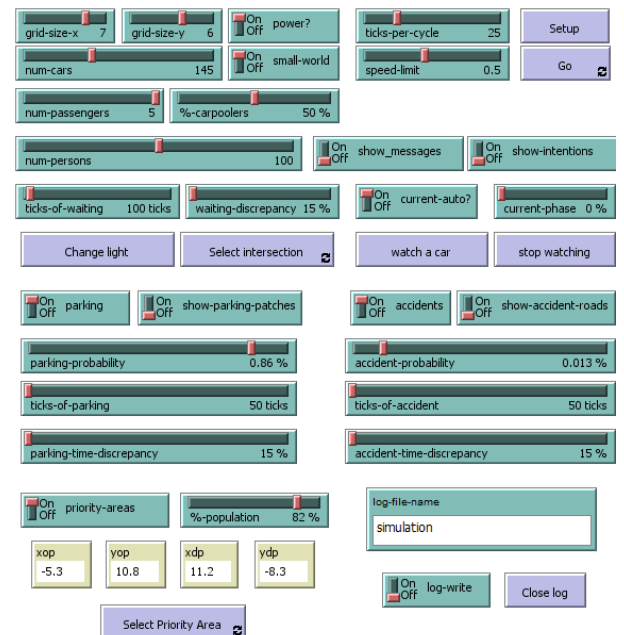 grid-size-x 7
grid-size-y 6
On
Off
power?
ticks-per-cycle 25
Setup
num-cars 145
On
Off
small-world
speed-limit 0.5
Go
num-passengers 5
%-carpoolers 50 %
num-persons 100
On
Off
show_messages
On
Off
show-intentions
ticks-of-waiting 100 ticks
waiting-discrepancy 15 %
On
Off
current-auto?
current-phase 0 %
Change light
Select intersection
watch a car
stop watching
On
Off
parking
On
Off
show-parking-patches
On
Off
accidents
On
Off
show-accident-roads
parking-probability 0.86 %
accident-probability 0.013 %
ticks-of-parking 50 ticks
ticks-of-accident 50 ticks
parking-time-discrepancy 15 %
accident-time-discrepancy 15 %
On
Off
priority-areas
%-population 82 %
log-file-name
simulation
xop
-5.3
yop
10.8
xdp
11.2
ydp
-8.3
On
Off
log-write
Close log
Select Priority Area